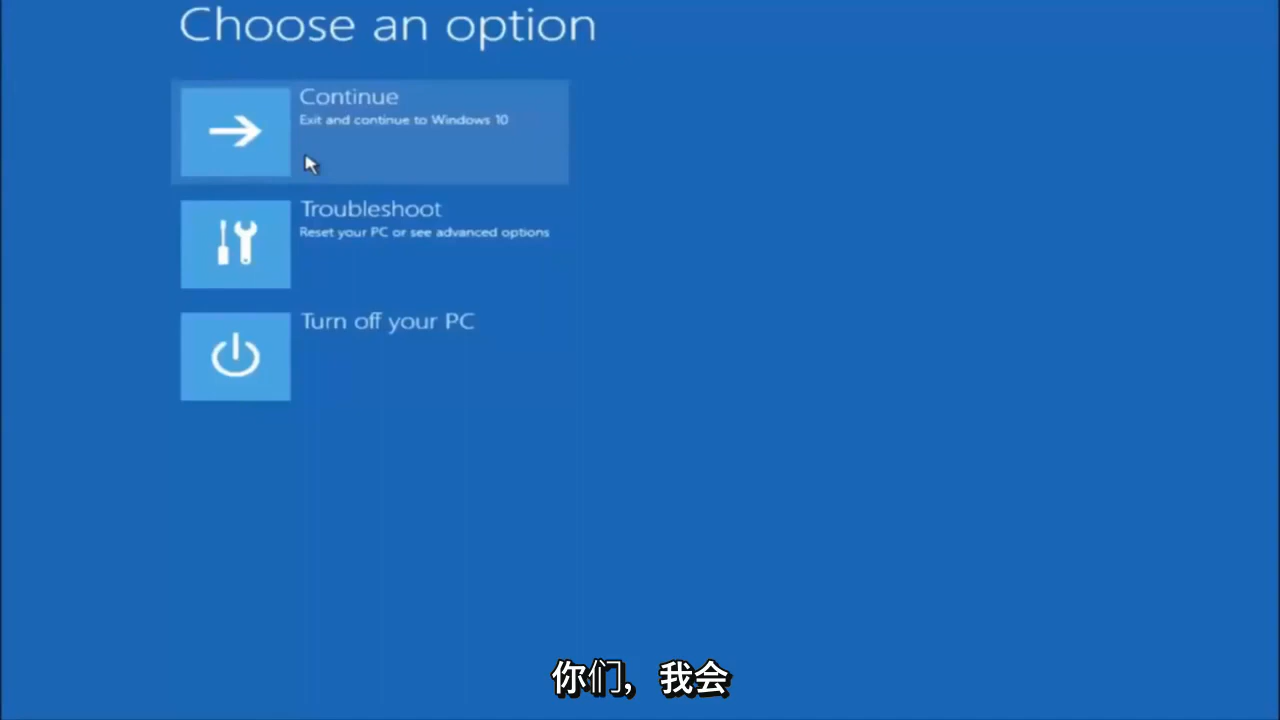 Choose an option
Continue
Exit and continue to Windows 10
Troubleshoot
Reset your PC or see advanced options
Turn off your PC
你们，我会